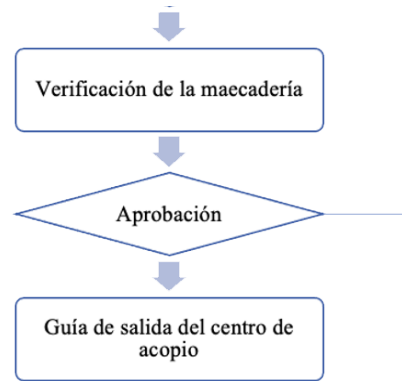 Verificación de la maecadería
Aprobación
Guía de salida del centro de
acopio